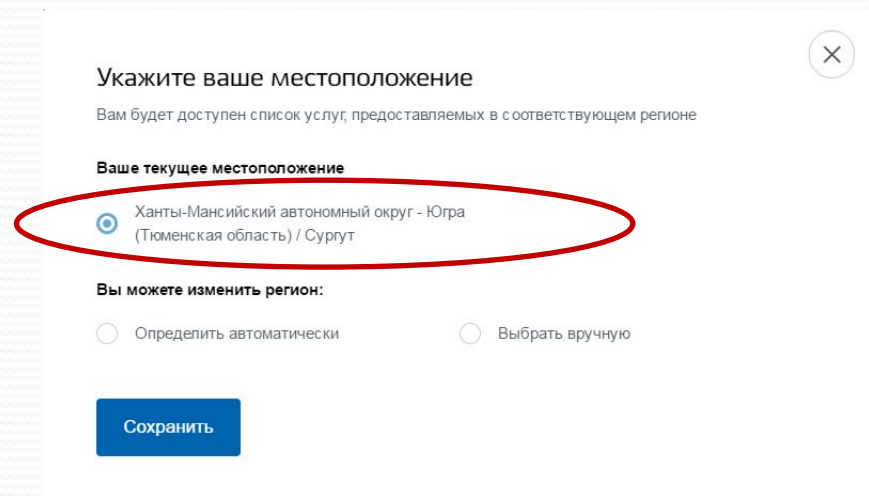 Укажите ваше местоположение
Вам будет доступен список услуг, предоставляемых в соответствующем регионе
Ваше текущее местоположение
Ханты-Мансийский автономный округ - Югра
(Тюменская область) / Сургут
Вы можете изменить регион:
Определить автоматически
Выбрать вручную
Сохранить